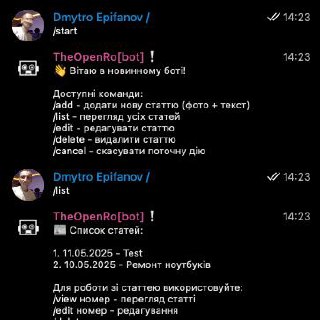 Dmytro Epifanov / 14:23
/start
TheOpenRo[bot] ! 14:23
👋 Вітаю в новинному боті!
Доступні команди:
/add - додати нову статтю (фото + текст)
/list - перегляд усіх статей
/edit - редагувати статтю
/delete - видалити статтю
/cancel - скасувати поточну дію
Dmytro Epifanov / 14:23
/list
TheOpenRo[bot] ! 14:23
📰 Список статей:
1. 11.05.2025 - Test
2. 10.05.2025 - Ремонт ноутбуків
Для роботи зі статтею використовуйте:
/view номер - перегляд статті
/edit номер - редагування